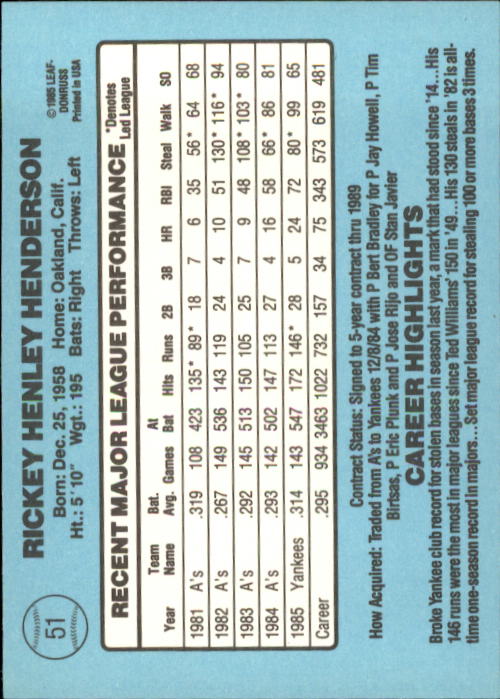 51
RICKEY HENLEY HENDERSON
©1985 LEAF-
DONRUSS
Printed in USA
Born: Dec. 25, 1958 Home: Oakland, Calif.
Ht.: 5' 10" Wgt.: 195 Bats: Right Throws: Left
RECENT MAJOR LEAGUE PERFORMANCE
*Denotes
Led League
Team Bat. At
Year Name Avg. Games Bat Hits Runs 2B 3B HR RBI Steal Walk SO
1981 A's .319 108 423 135* 89* 18 7 6 35 56* 64 68
1982 A's .267 149 536 143 119 24 4 10 51 130* 116* 94
1983 A's .292 145 513 150 105 25 7 9 48 108* 103* 80
1984 A's .293 142 502 147 113 27 4 16 58 66* 86 81
1985 Yankees .314 143 547 172 146* 28 5 24 72 80* 99 65
Career .295 934 3463 1022 732 157 34 75 343 573 619 481
Contract Status: Signed to 5-year contract thru 1989
How Acquired: Traded from A's to Yankees 12/8/84 with P Bert Bradley for P Jay Howell, P Tim
Birtsas, P Eric Plunk and P Jose Rijo and OF Stan Javier
CAREER HIGHLIGHTS
Broke Yankee club record for stolen bases in season last year, a mark that had stood since '14...His
146 runs were the most in major leagues since Ted Williams' 150 in '49...His 130 steals in '82 is all-
time one-season record in majors...Set major league record for stealing 100 or more bases 3 times.